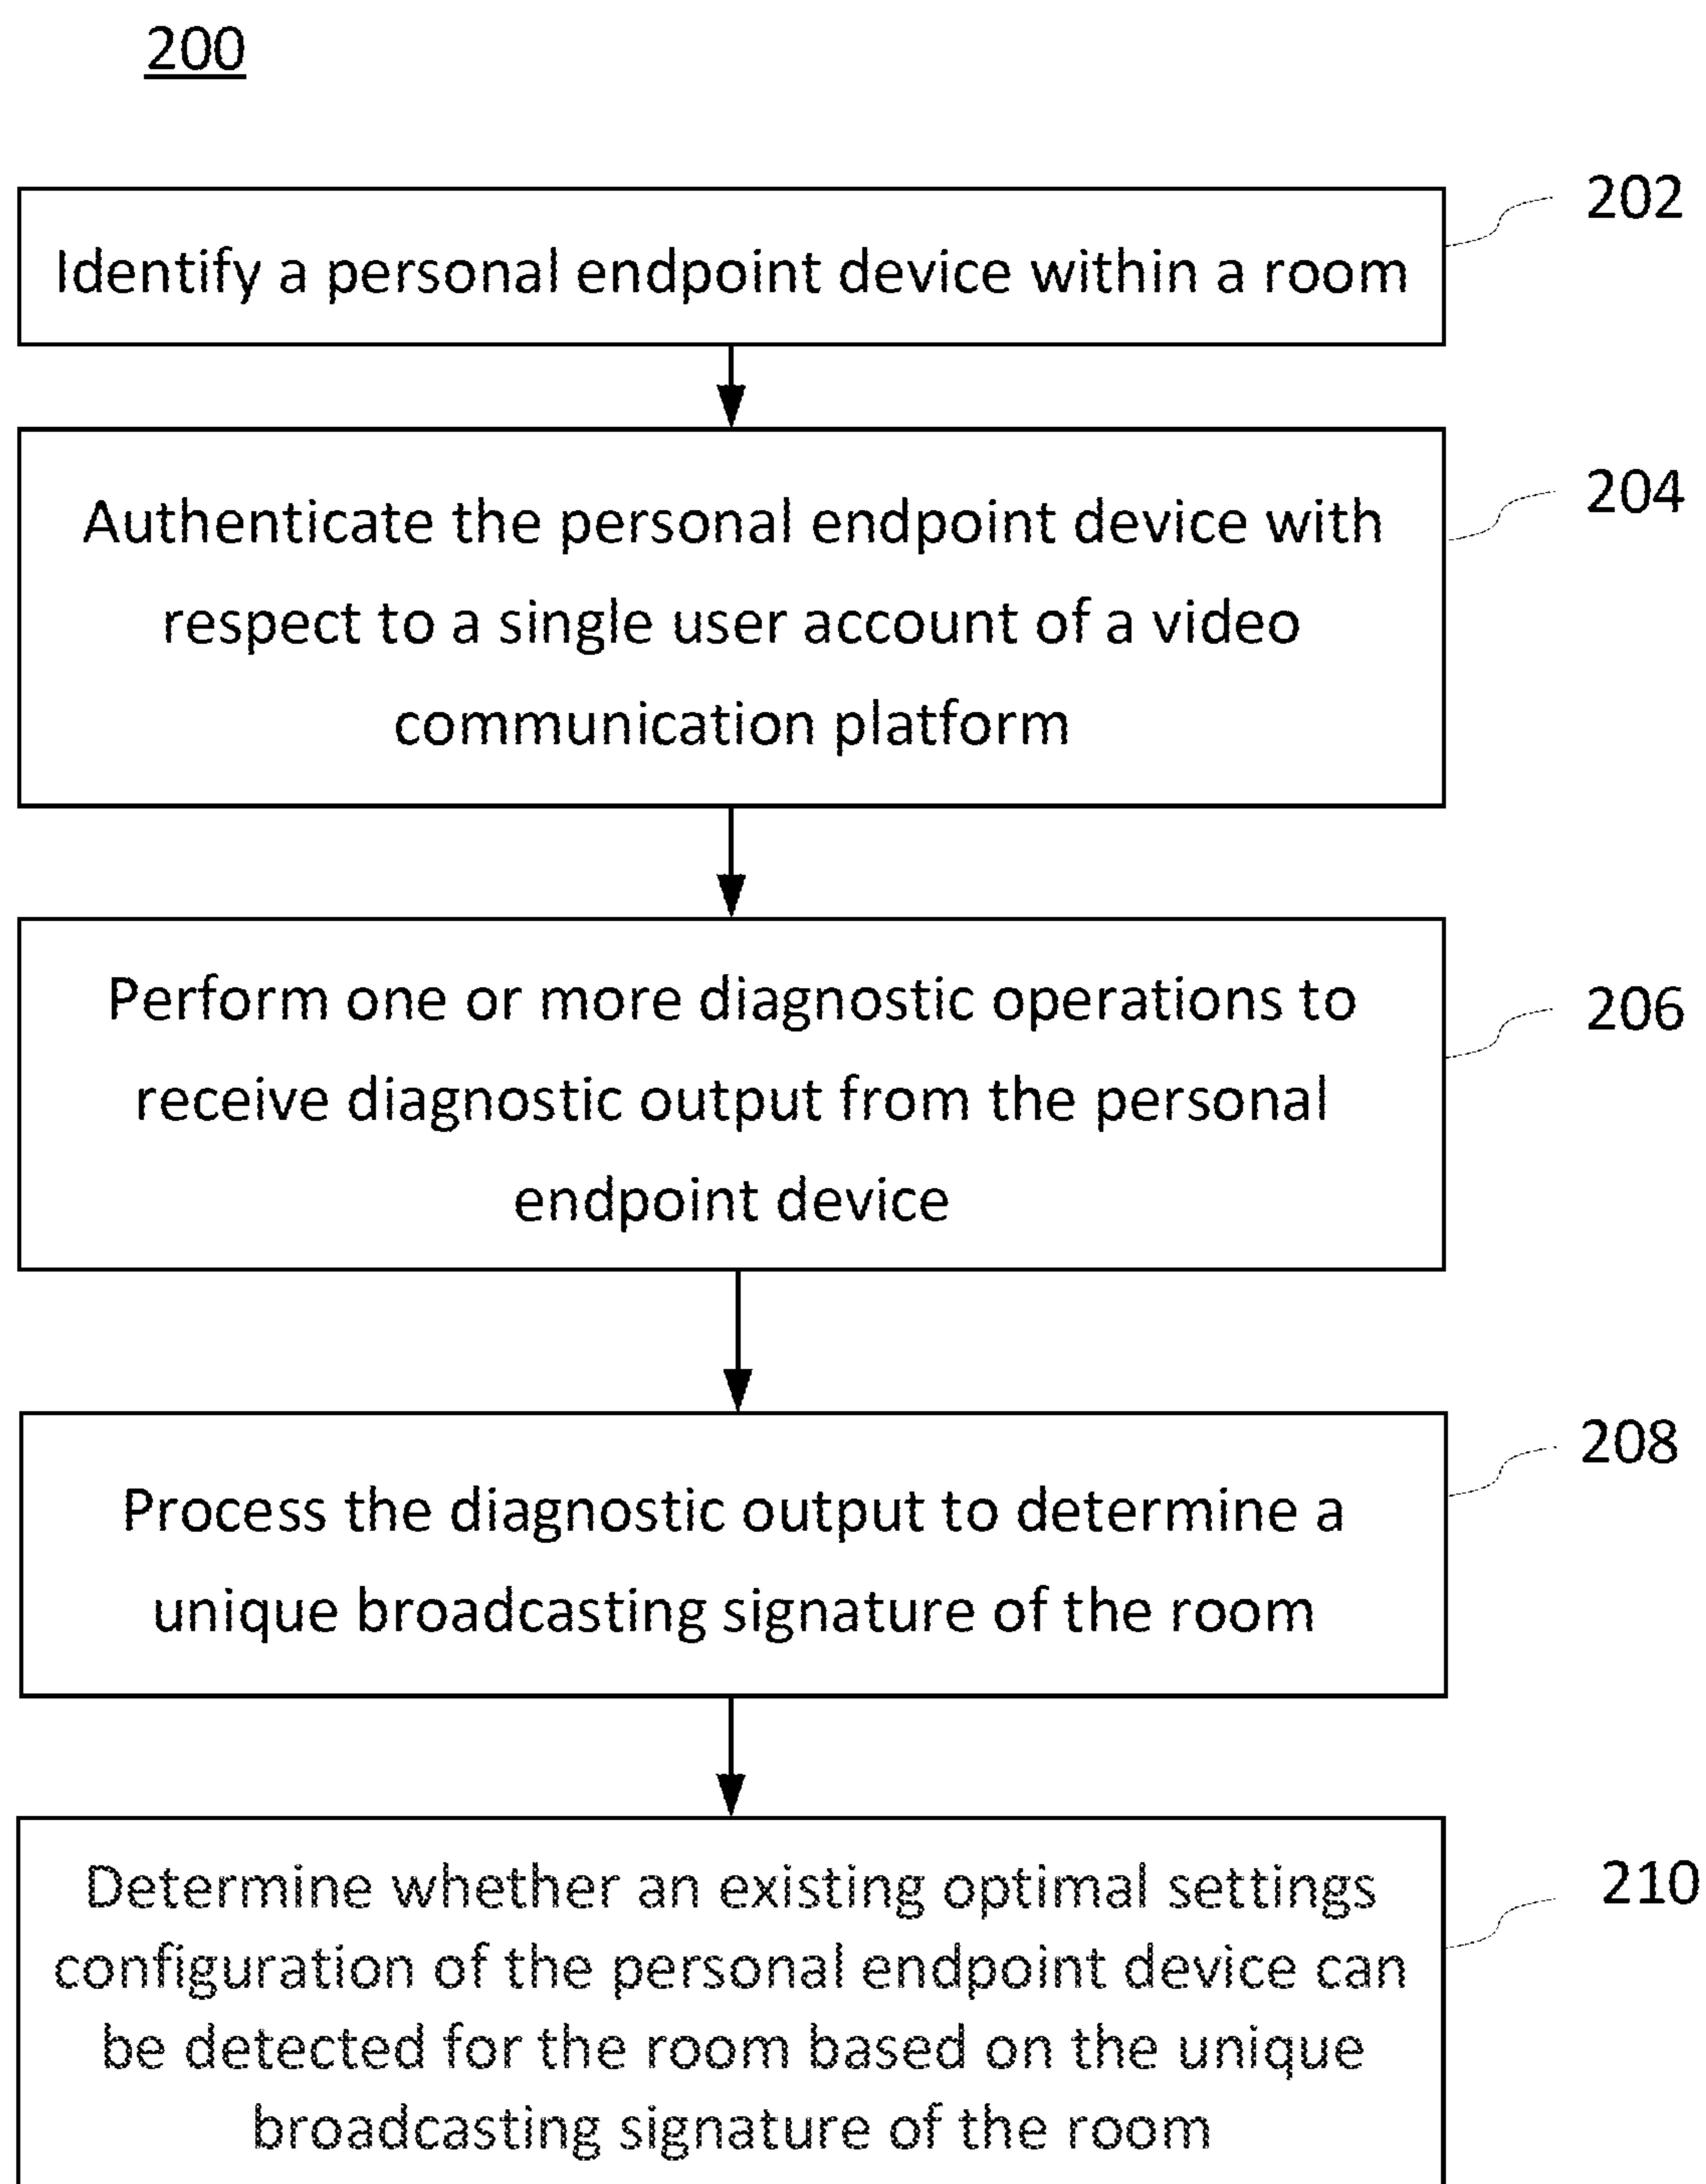 200
202
Identify a personal endpoint device within a room
204
Authenticate the personal endpoint device with
respect to a single user account of a video
communication platform
206
Perform one or more diagnostic operations to
receive diagnostic output from the personal
endpoint device
208
Process the diagnostic output to determine a
unique broadcasting signature of the room
210
Determine whether an existing optimal settings
configuration of the personal endpoint device can
be detected for the room based on the unique
broadcasting signature of the room